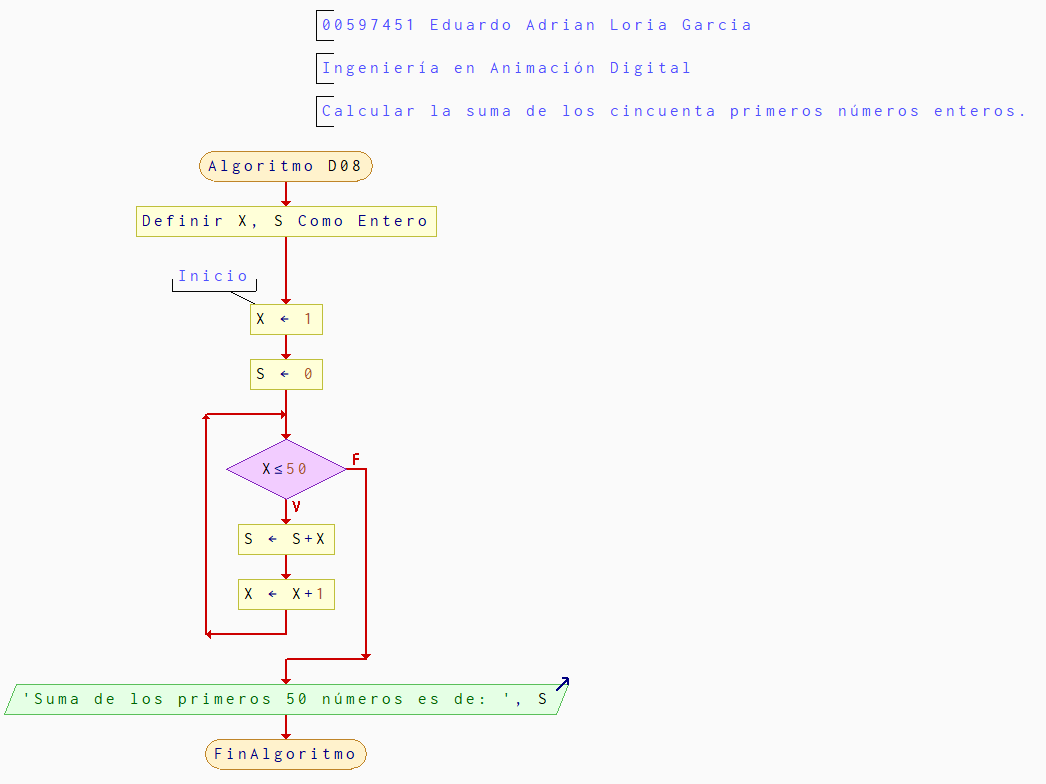 00597451 Eduardo Adrian Loria Garcia
Ingeniería en Animación Digital
Calcular la suma de los cincuenta primeros números enteros.
Algoritmo D08
Definir X, S Como Entero
Inicio
X ← 1
S ← 0
X≤50
F
V
S ← S+X
X ← X+1
'Suma de los primeros 50 números es de: ', S
FinAlgoritmo